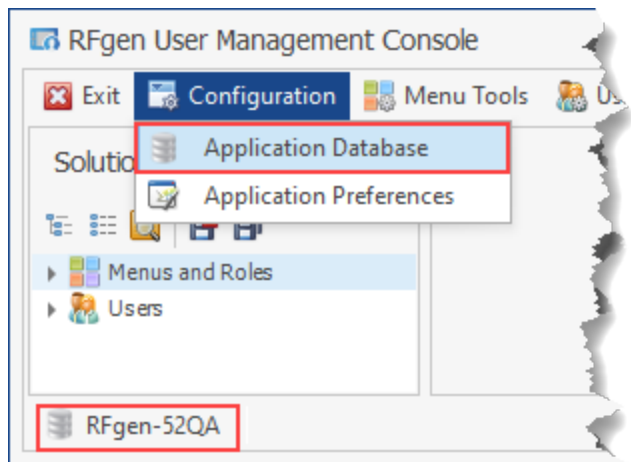 RFgen User Management Console
Exit Configuration Menu Tools
Application Database
Application Preferences
Menus and Roles
Users
RFgen-52QA